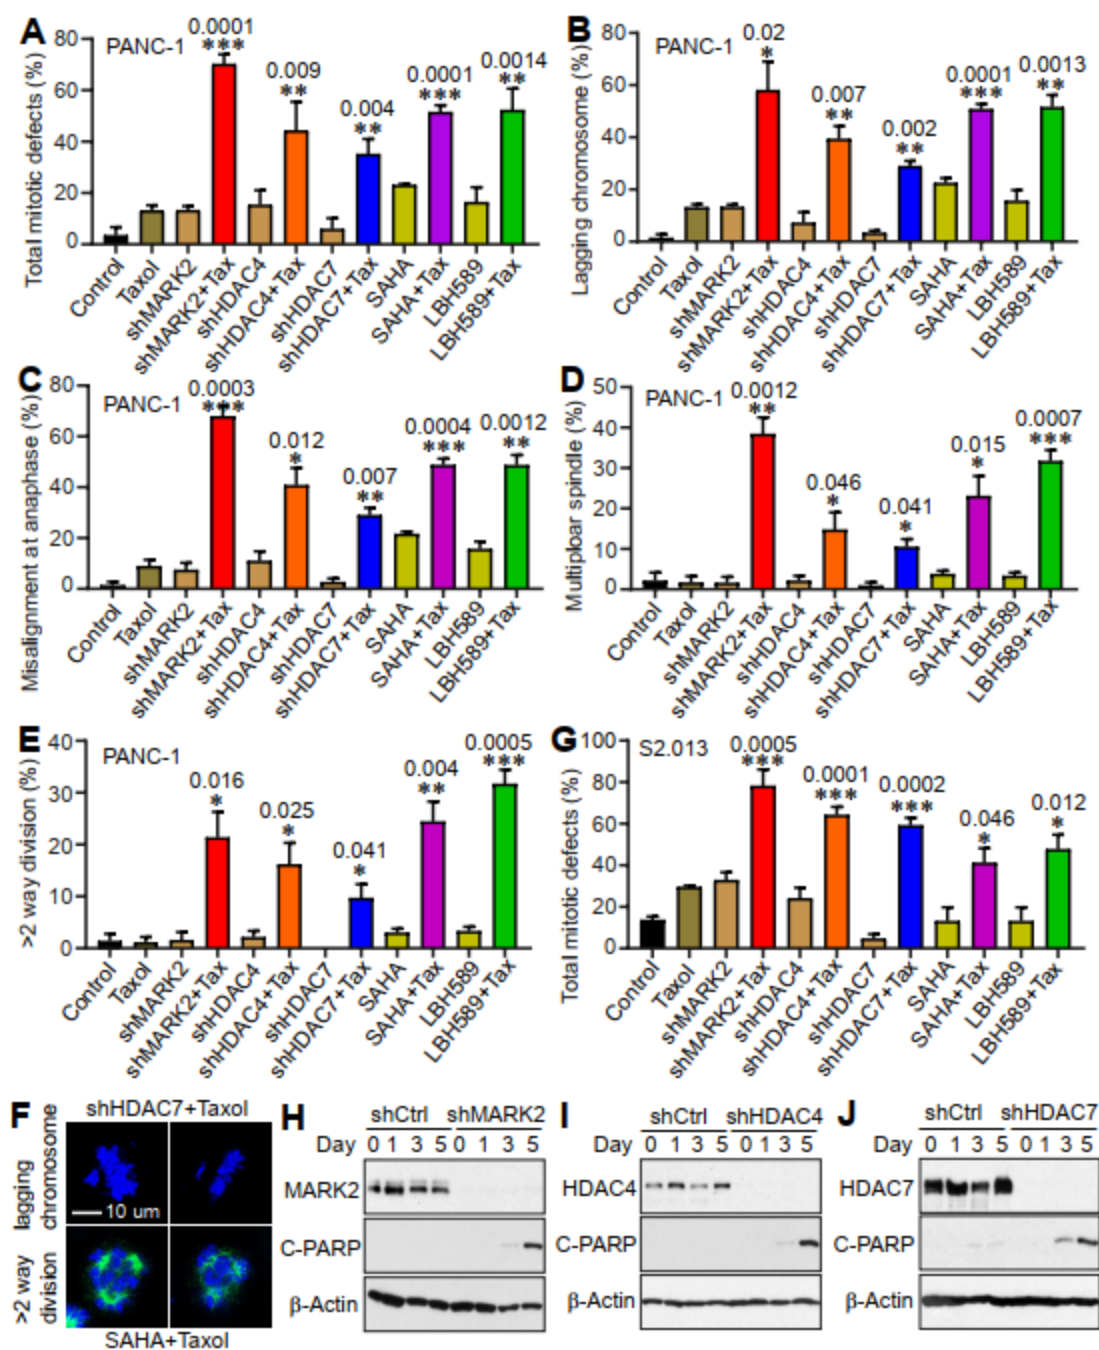 A
PANC-1
Total mitotic defects (%)
80
60
40
20
0
0.0001
***
0.009
**
0.004
**
0.0001
***
0.0014
**
Control
Taxol
shMARK2
shMARK2+Tax
shHDAC4
shHDAC4+Tax
shHDAC7
shHDAC7+Tax
SAHA
SAHA+Tax
LBH589
LBH589+Tax
B
PANC-1
Lagging chromosome (%)
80
60
40
20
0
0.02
*
0.007
**
0.002
**
0.0001
***
0.0013
**
Control
Taxol
shMARK2
shMARK2+Tax
shHDAC4
shHDAC4+Tax
shHDAC7
shHDAC7+Tax
SAHA
SAHA+Tax
LBH589
LBH589+Tax
C
PANC-1
Misalignment at anaphase (%)
80
60
40
20
0
0.0003
***
0.012
*
0.007
**
0.0004
***
0.0012
**
Control
Taxol
shMARK2
shMARK2+Tax
shHDAC4
shHDAC4+Tax
shHDAC7
shHDAC7+Tax
SAHA
SAHA+Tax
LBH589
LBH589+Tax
D
PANC-1
Multiploar spindle (%)
50
40
30
20
10
0
0.0012
**
0.046
*
0.041
*
0.015
*
0.0007
***
Control
Taxol
shMARK2
shMARK2+Tax
shHDAC4
shHDAC4+Tax
shHDAC7
shHDAC7+Tax
SAHA
SAHA+Tax
LBH589
LBH589+Tax
E
PANC-1
>2 way division (%)
40
30
20
10
0
0.016
*
0.025
*
0.041
*
0.004
**
0.0005
***
Control
Taxol
shMARK2
shMARK2+Tax
shHDAC4
shHDAC4+Tax
shHDAC7
shHDAC7+Tax
SAHA
SAHA+Tax
LBH589
LBH589+Tax
G
S2.013
Total mitotic defects (%)
100
80
60
40
20
0
0.0005
***
0.0001
***
0.0002
***
0.046
*
0.012
*
Control
Taxol
shMARK2
shMARK2+Tax
shHDAC4
shHDAC4+Tax
shHDAC7
shHDAC7+Tax
SAHA
SAHA+Tax
LBH589
LBH589+Tax
F
shHDAC7+Taxol
lagging
chromosome
10 um
>2 way
division
SAHA+Taxol
H
shCtrl shMARK2
Day 0 1 3 5 0 1 3 5
MARK2
C-PARP
β-Actin
I
shCtrl shHDAC4
Day 0 1 3 5 0 1 3 5
HDAC4
C-PARP
β-Actin
J
shCtrl shHDAC7
Day 0 1 3 5 0 1 3 5
HDAC7
C-PARP
β-Actin